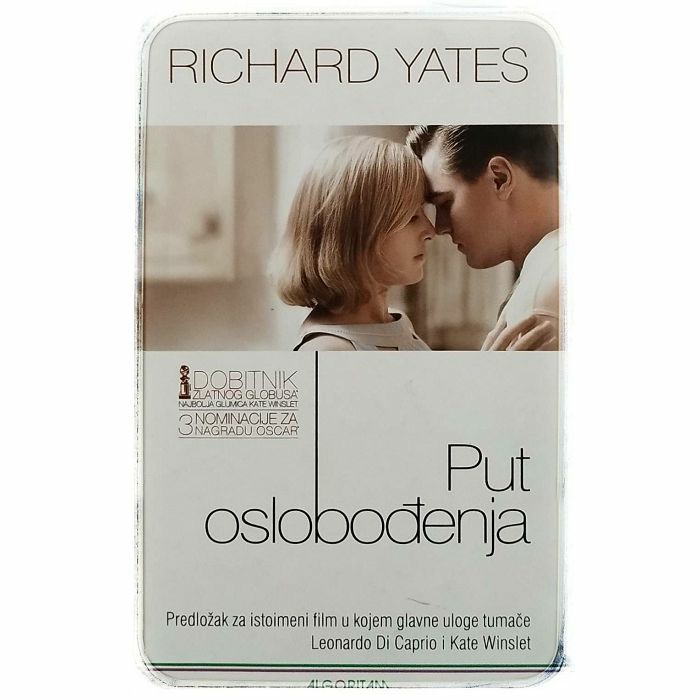 RICHARD YATES
DOBITNIK
ZLATNOG GLOBUSA*
NAJBOLJA GLUMICA KATE WINSLET
3 NOMINACIJE ZA
NAGRADU OSCAR*
Put
oslobođenja
Predložak za istoimeni film u kojem glavne uloge tumače
Leonardo Di Caprio i Kate Winslet
ALGORITAM